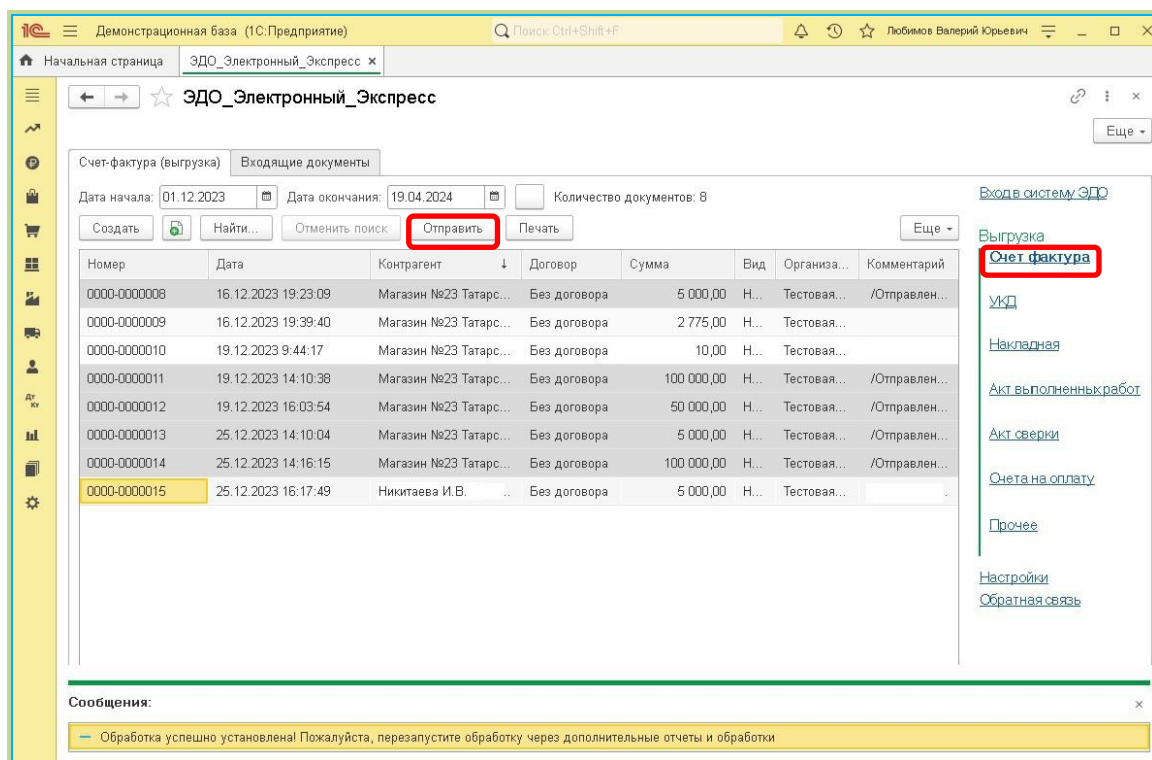 1С Демонстрационная база (1С:Предприятие) Поиск Ctrl+Shift+F Любимов Валерий Юрьевич
Начальная страница ЭДО_Электронный_Экспресс ×
ЭДО_Электронный_Экспресс
Еще
Счет-фактура (выгрузка) Входящие документы
Дата начала: 01.12.2023 Дата окончания: 19.04.2024 Количество документов: 8
Вход в систему ЭДО
Создать Найти... Отменить поиск Отправить Печать Еще
Выгрузка
Номер Дата Контрагент ↓ Договор Сумма Вид Организа... Комментарий
Счет фактура
0000-0000008 16.12.2023 19:23:09 Магазин №23 Татарс... Без договора 5 000,00 Н... Тестовая... /Отправлен...
УКД
0000-0000009 16.12.2023 19:39:40 Магазин №23 Татарс... Без договора 2 775,00 Н... Тестовая...
0000-0000010 19.12.2023 9:44:17 Магазин №23 Татарс... Без договора 10,00 Н... Тестовая...
Накладная
0000-0000011 19.12.2023 14:10:38 Магазин №23 Татарс... Без договора 100 000,00 Н... Тестовая... /Отправлен...
Акт выполненных работ
Дт Кт
0000-0000012 19.12.2023 16:03:54 Магазин №23 Татарс... Без договора 50 000,00 Н... Тестовая... /Отправлен...
0000-0000013 25.12.2023 14:10:04 Магазин №23 Татарс... Без договора 5 000,00 Н... Тестовая... /Отправлен...
Акт сверки
0000-0000014 25.12.2023 14:16:15 Магазин №23 Татарс... Без договора 100 000,00 Н... Тестовая... /Отправлен...
Счета на оплату
0000-0000015 25.12.2023 16:17:49 Никитаева И.В. .. Без договора 5 000,00 Н... Тестовая... .
Прочее
Настройки
Обратная связь
Сообщения: ×
— Обработка успешно установлена! Пожалуйста, перезапустите обработку через дополнительные отчеты и обработки